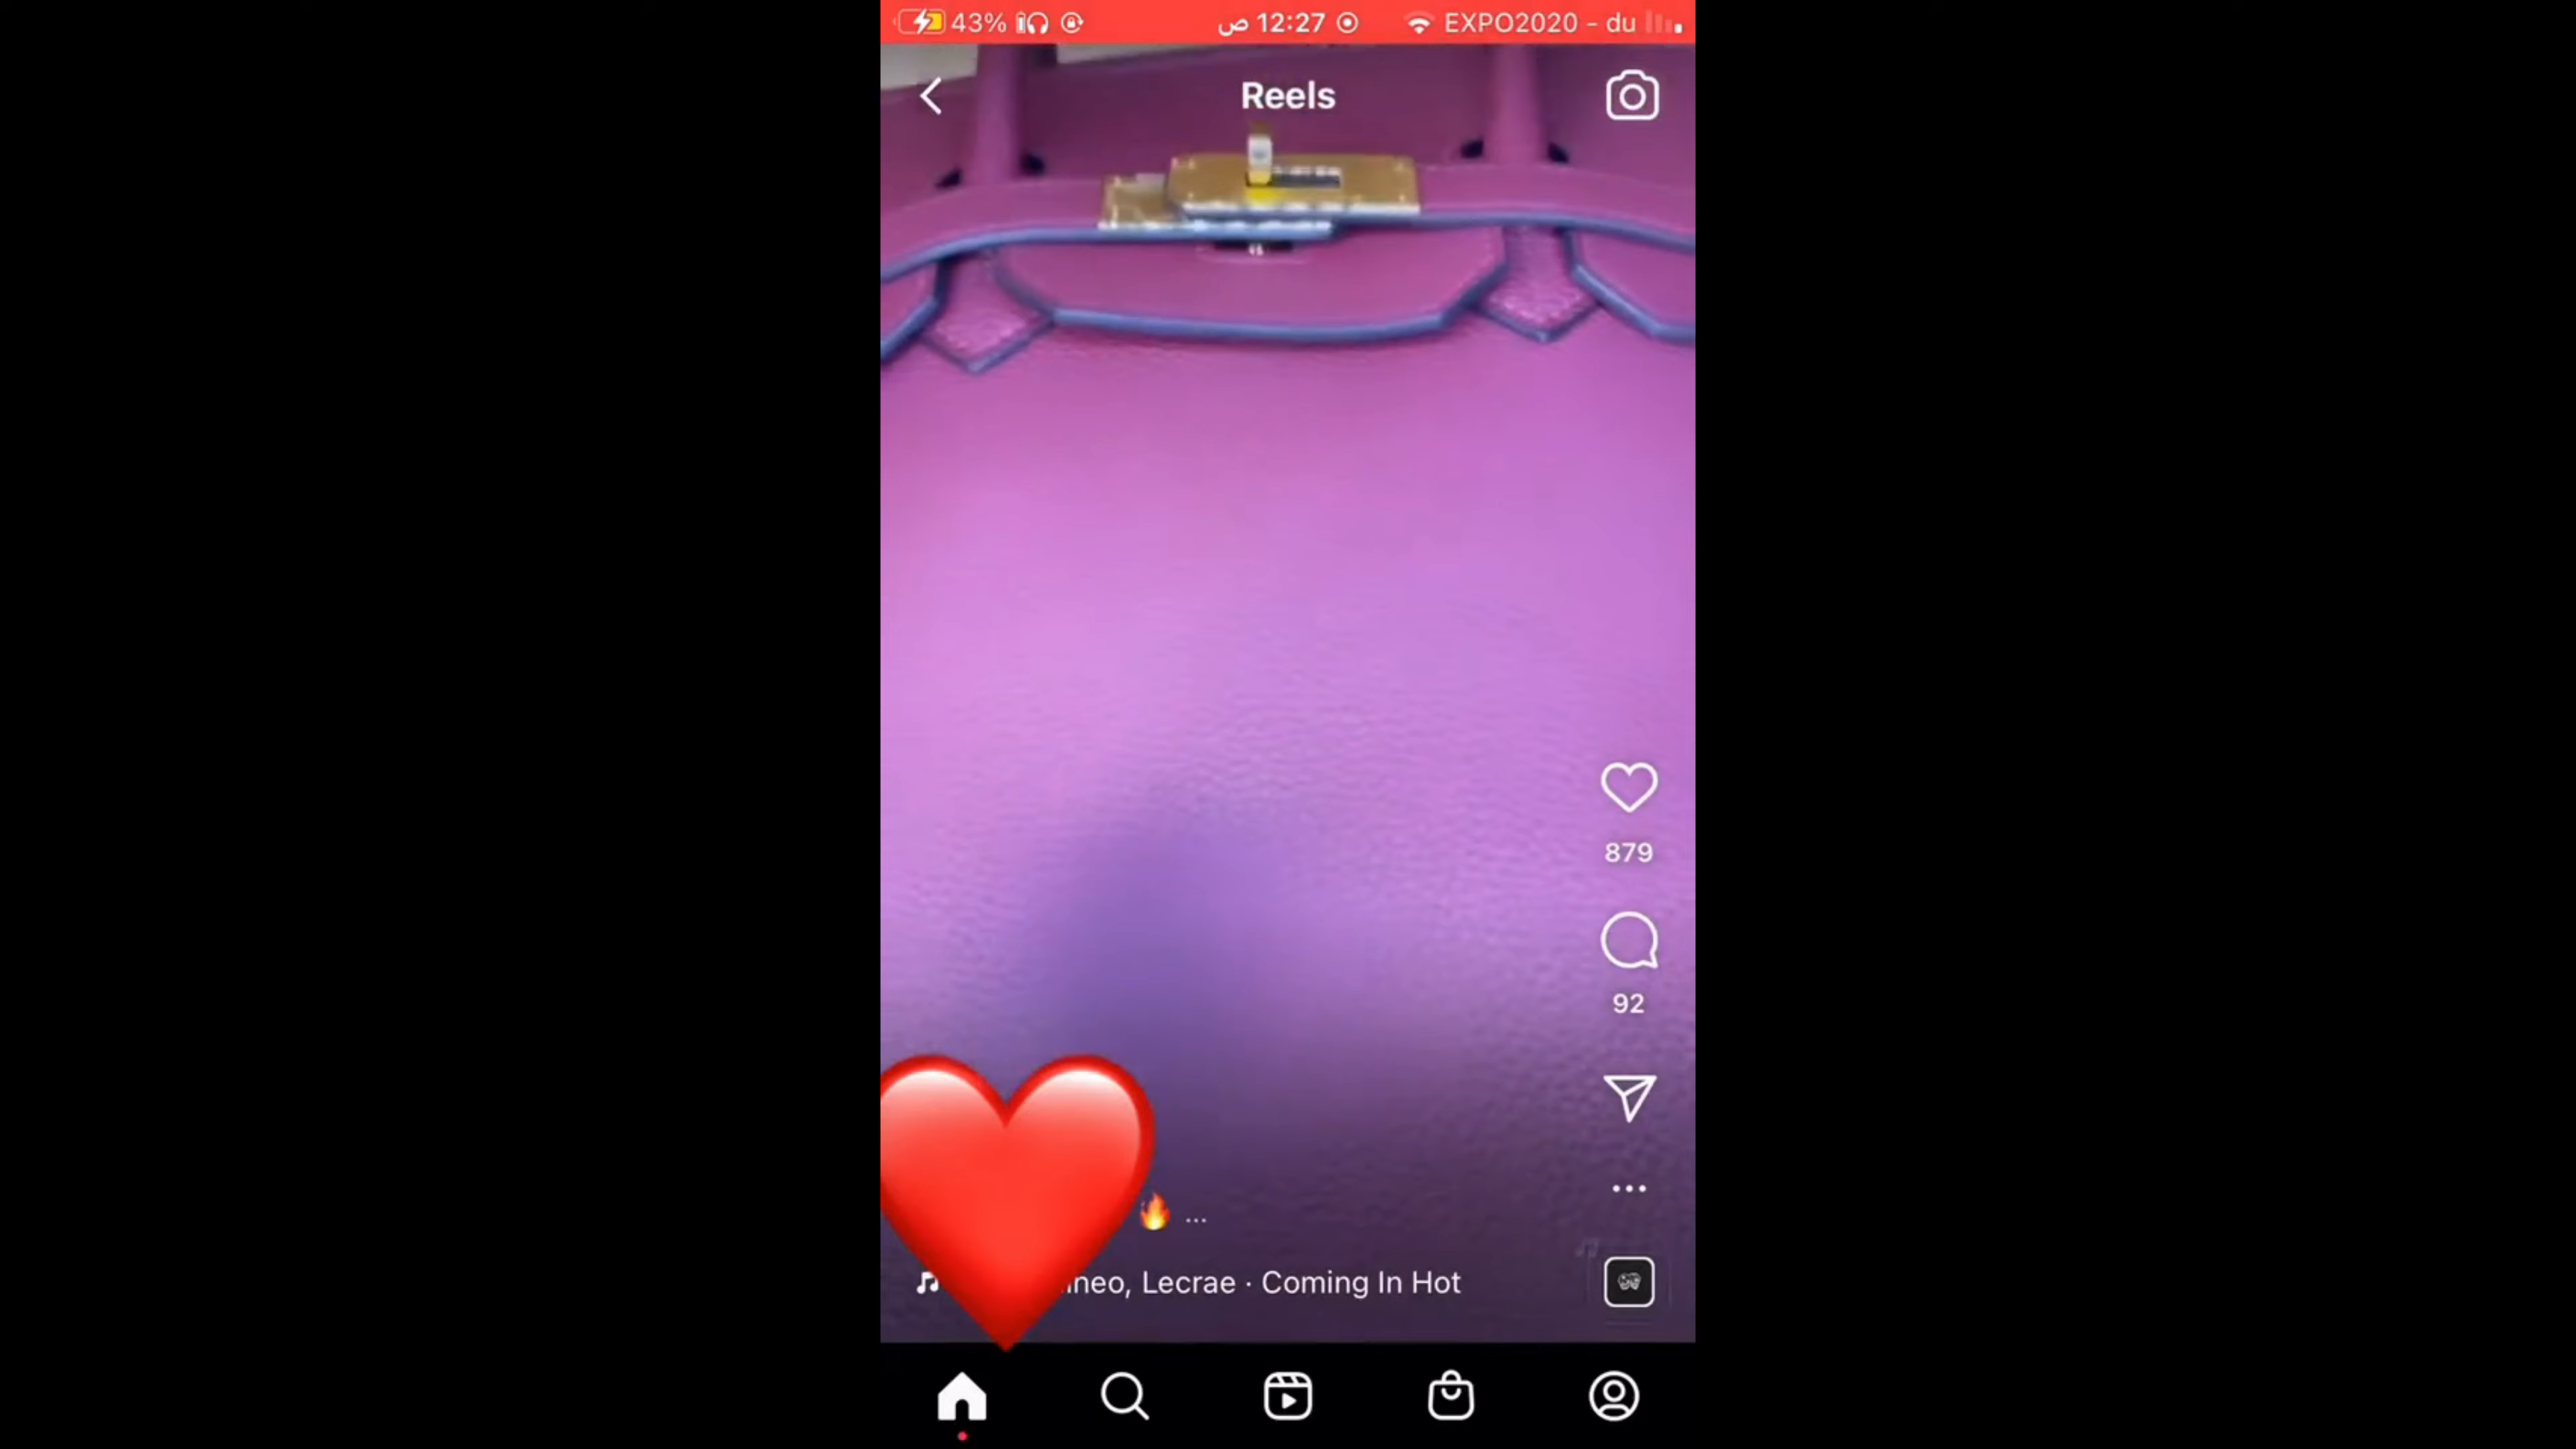 43% 12:27 ص EXPO2020 - du
Reels
879
92
🔥 ...
neo, Lecrae · Coming In Hot